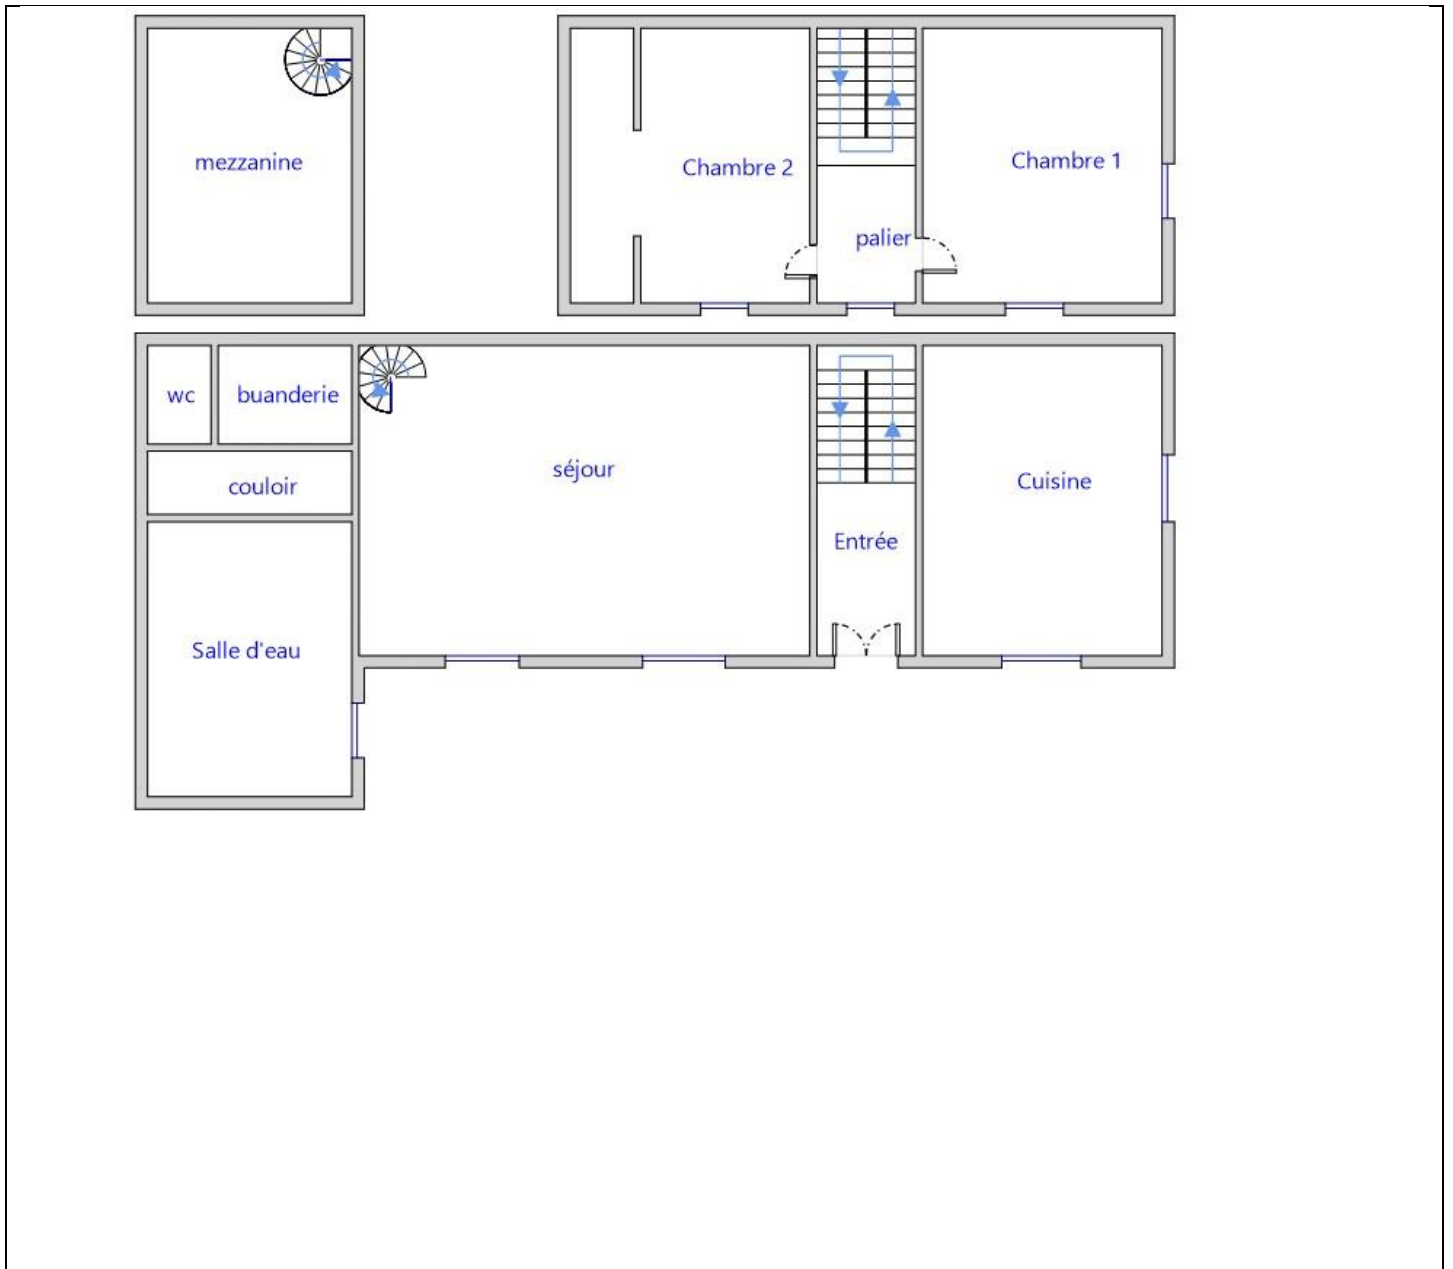 mezzanine
Chambre 2
Chambre 1
palier
wc
buanderie
couloir
séjour
Cuisine
Entrée
Salle d'eau